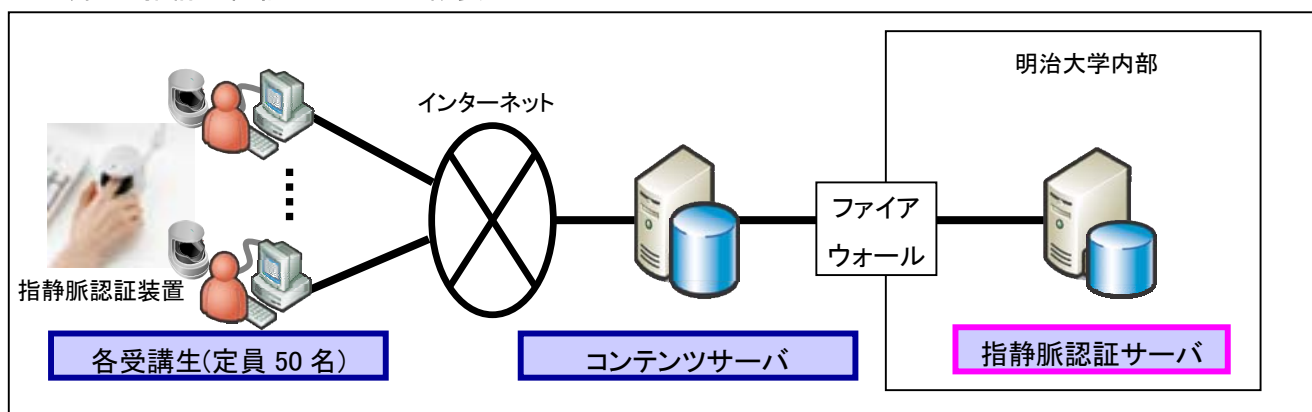 明治大学内部
インターネット
ファイア
ウォール
指静脈認証装置
各受講生(定員 50 名)
コンテンツサーバ
指静脈認証サーバ